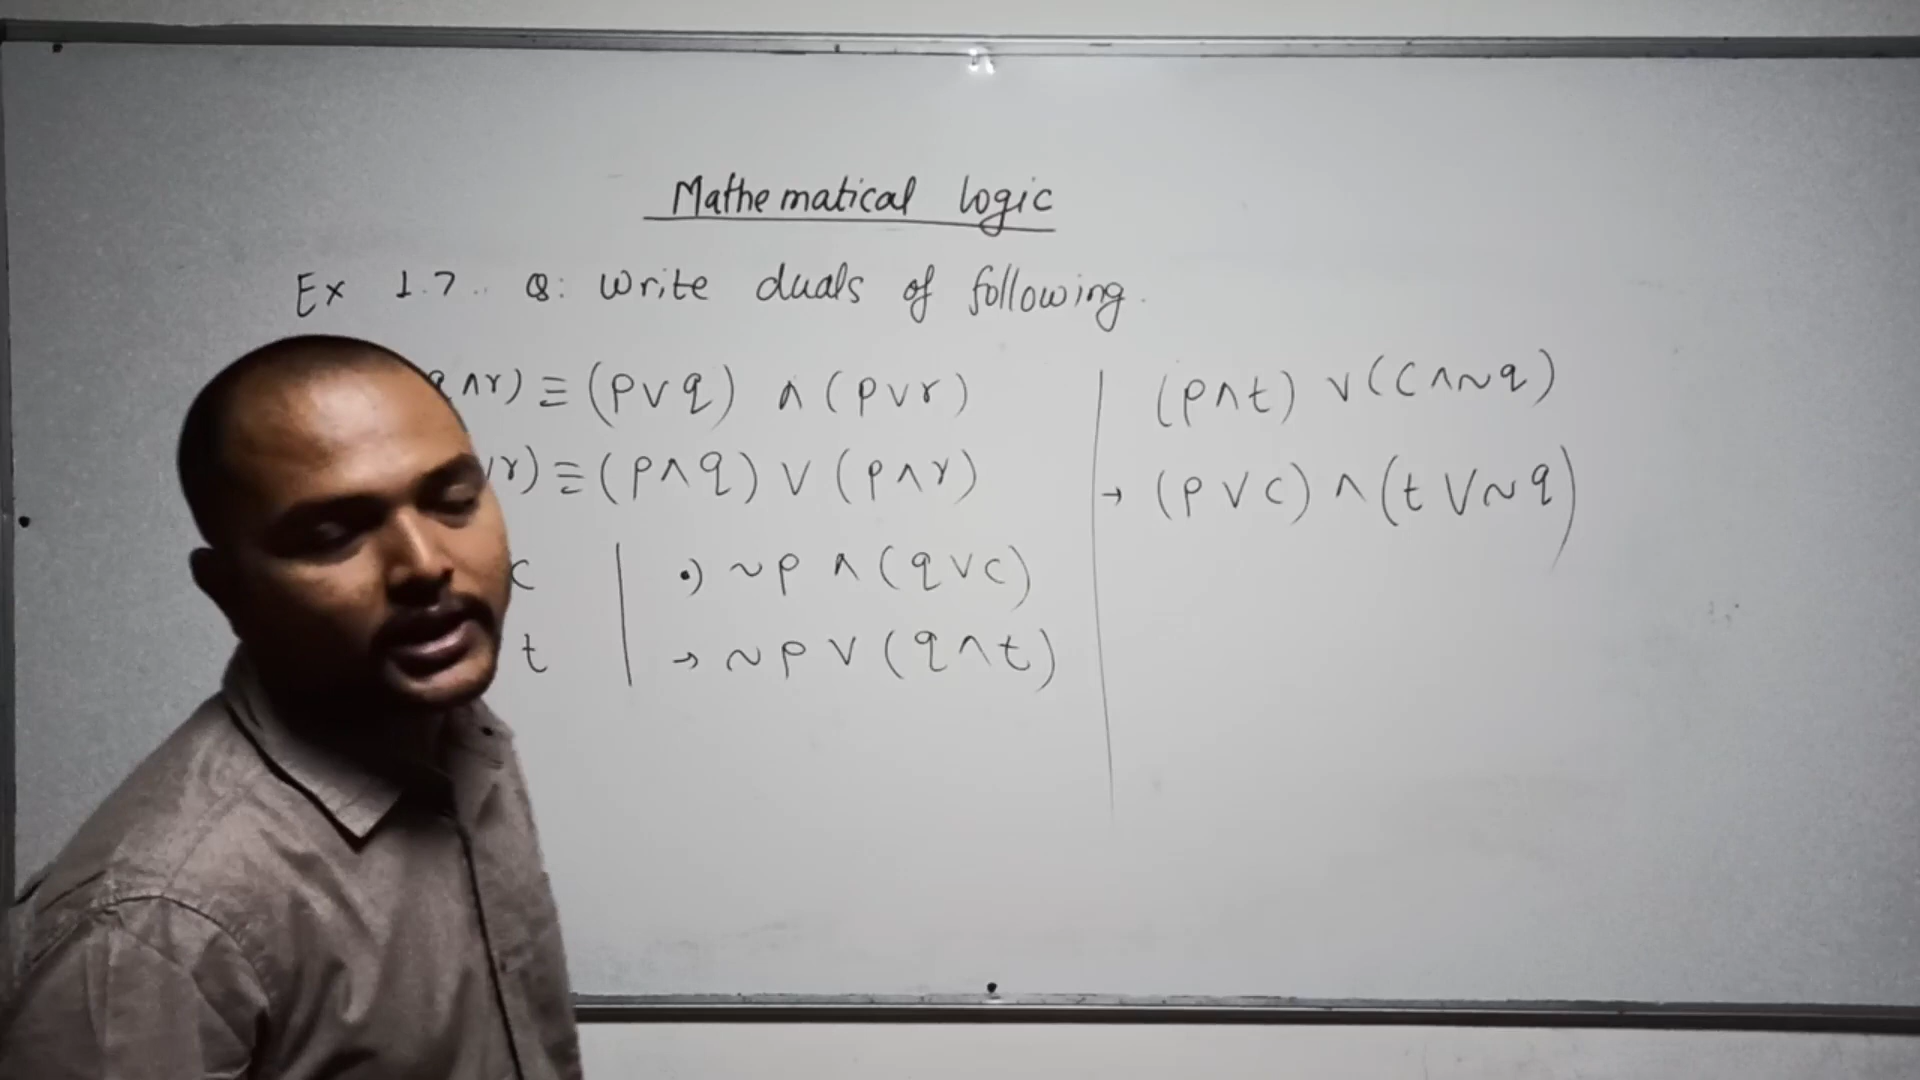 Mathematical logic
Ex 1.7.. Q: Write duals of following.
q ∧ r) ≡ (p ∨ q) ∧ (p ∨ r)
r) ≡ (p ∧ q) ∨ (p ∧ r)
c
t
•) ~p ∧ (q ∨ c)
→ ~p ∨ (q ∧ t)
(p ∧ t) ∨ (c ∧ ~q)
→ (p ∨ c) ∧ (t ∨ ~q)